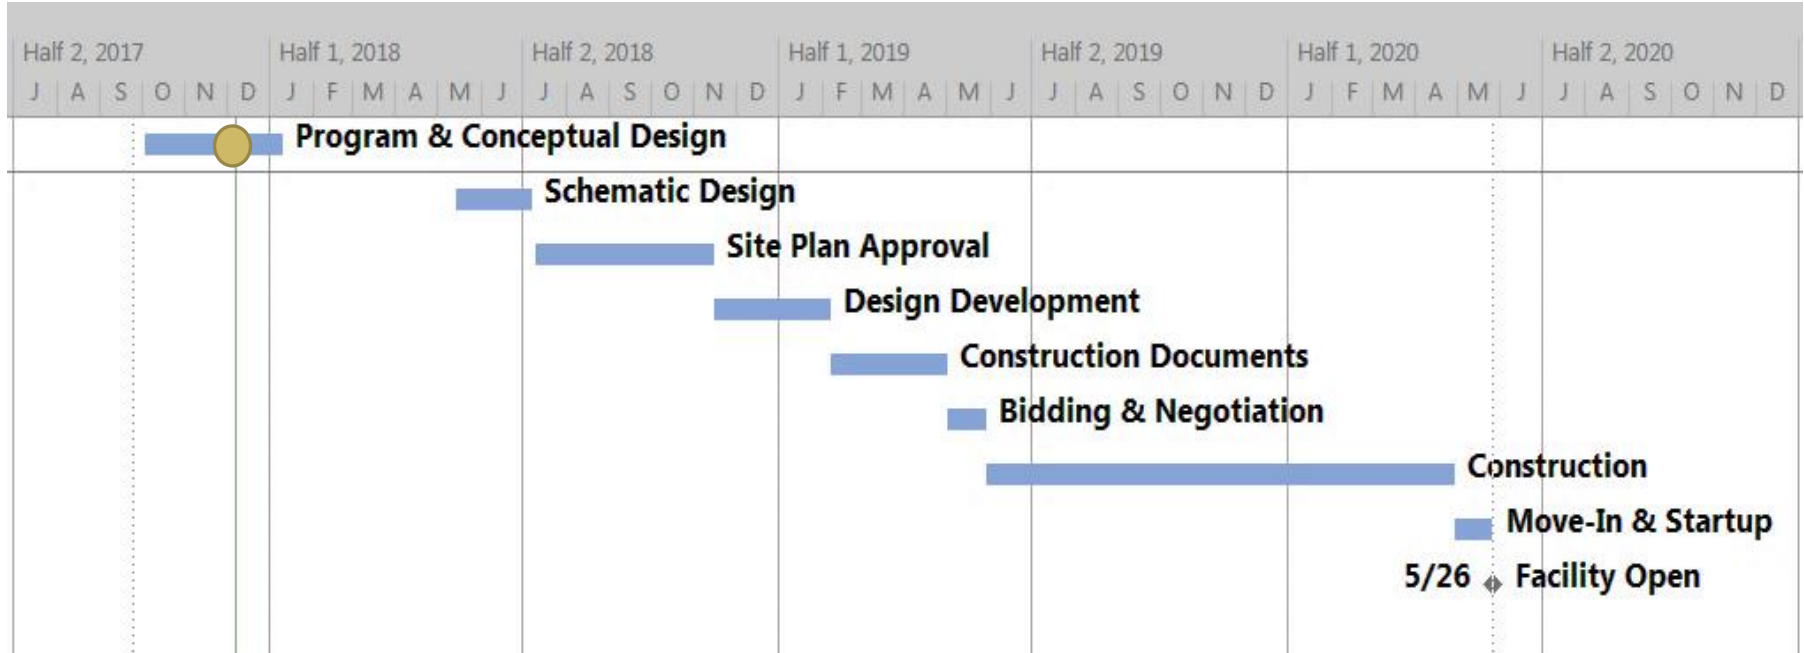 Half 2, 2017 Half 1, 2018 Half 2, 2018 Half 1, 2019 Half 2, 2019 Half 1, 2020 Half 2, 2020
J A S O N D J F M A M J J A S O N D J F M A M J J A S O N D J F M A M J J A S O N D
Program & Conceptual Design
Schematic Design
Site Plan Approval
Design Development
Construction Documents
Bidding & Negotiation
Construction
Move-In & Startup
5/26 Facility Open